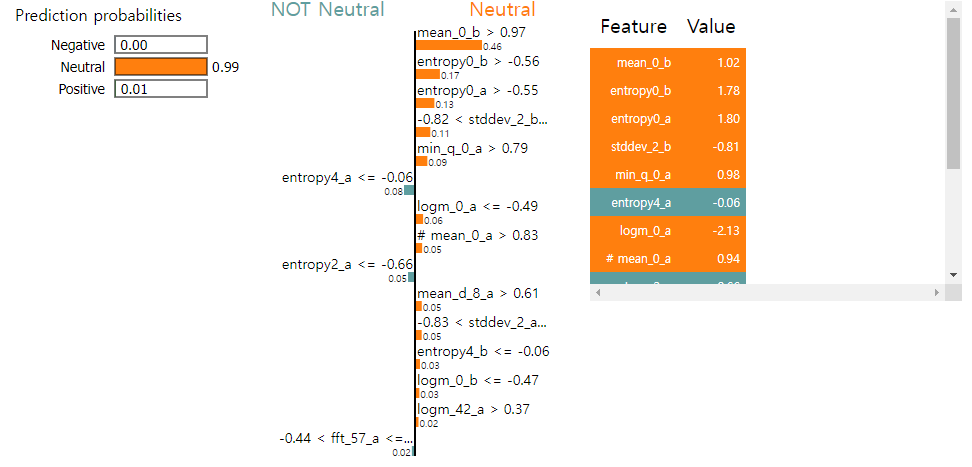 Prediction probabilities
Negative 0.00
Neutral 0.99
Positive 0.01
NOT Neutral Neutral
mean_0_b > 0.97
0.46
entropy0_b > -0.56
0.17
entropy0_a > -0.55
0.13
-0.82 < stddev_2_b...
0.11
min_q_0_a > 0.79
0.09
entropy4_a <= -0.06
0.08
logm_0_a <= -0.49
0.06
# mean_0_a > 0.83
0.05
entropy2_a <= -0.66
0.05
mean_d_8_a > 0.61
0.05
-0.83 < stddev_2_a...
0.05
entropy4_b <= -0.06
0.03
logm_0_b <= -0.47
0.03
logm_42_a > 0.37
0.02
-0.44 < fft_57_a <=...
0.02
Feature Value
mean_0_b 1.02
entropy0_b 1.78
entropy0_a 1.80
stddev_2_b -0.81
min_q_0_a 0.98
entropy4_a -0.06
logm_0_a -2.13
# mean_0_a 0.94